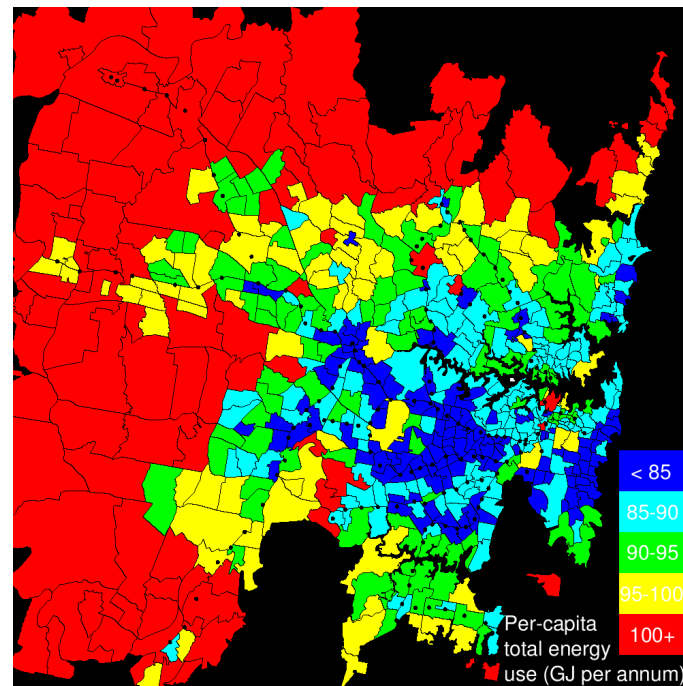 < 85
85-90
90-95
95-100
100+
Per-capita
total energy
use (GJ per annum)